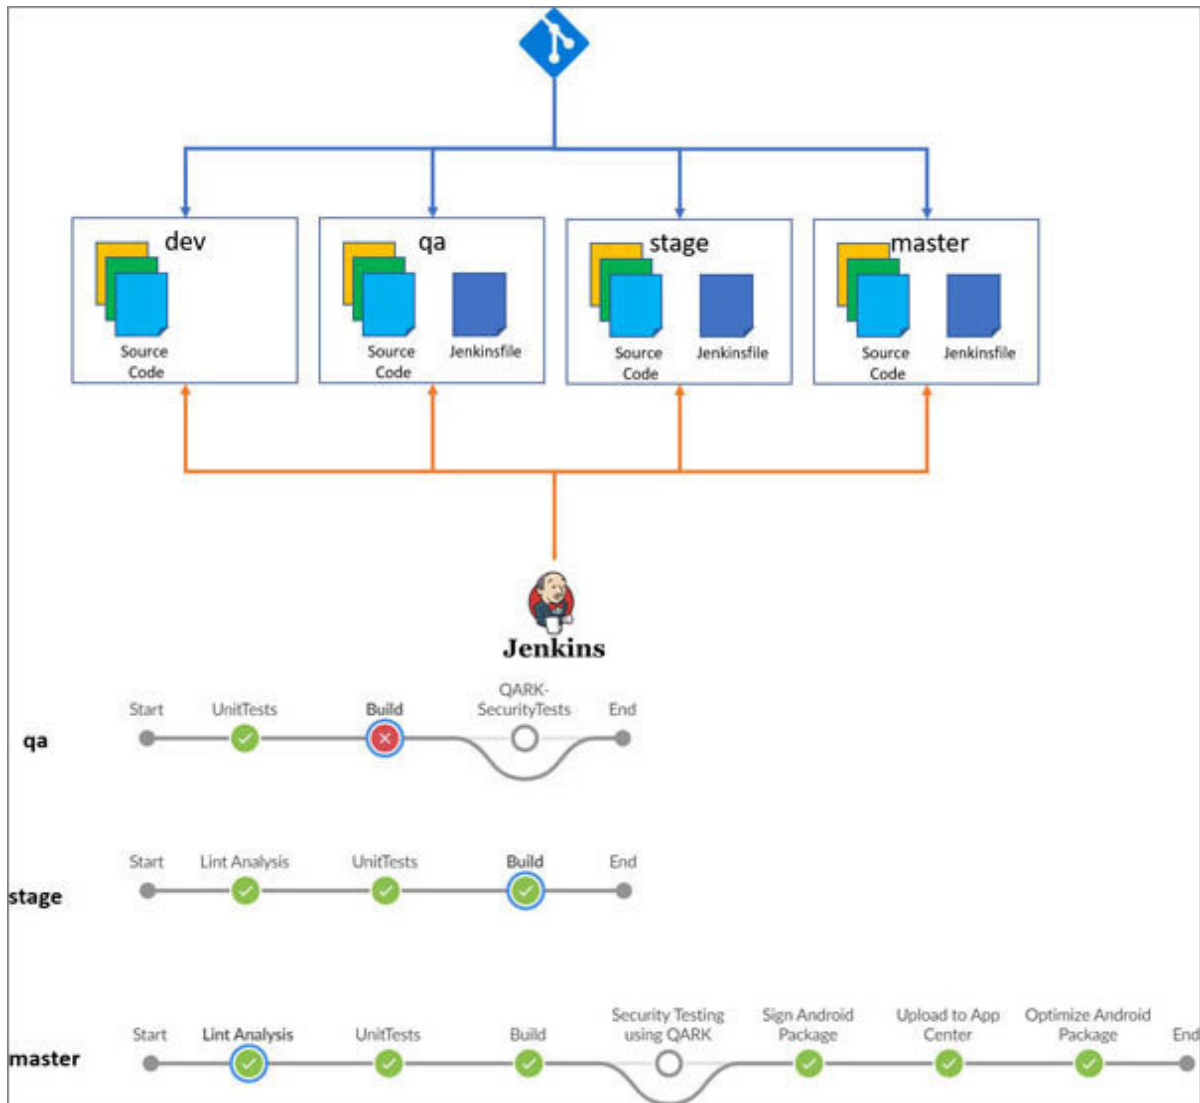 dev
qa
stage
master
Source
Code
Source
Code
Jenkinsfile
Source
Code
Jenkinsfile
Source
Code
Jenkinsfile
Jenkins
qa
Start
UnitTests
Build
QARK-
SecurityTests
End
stage
Start
Lint Analysis
UnitTests
Build
End
master
Start
Lint Analysis
UnitTests
Build
Security Testing
using QARK
Sign Android
Package
Upload to App
Center
Optimize Android
Package
End